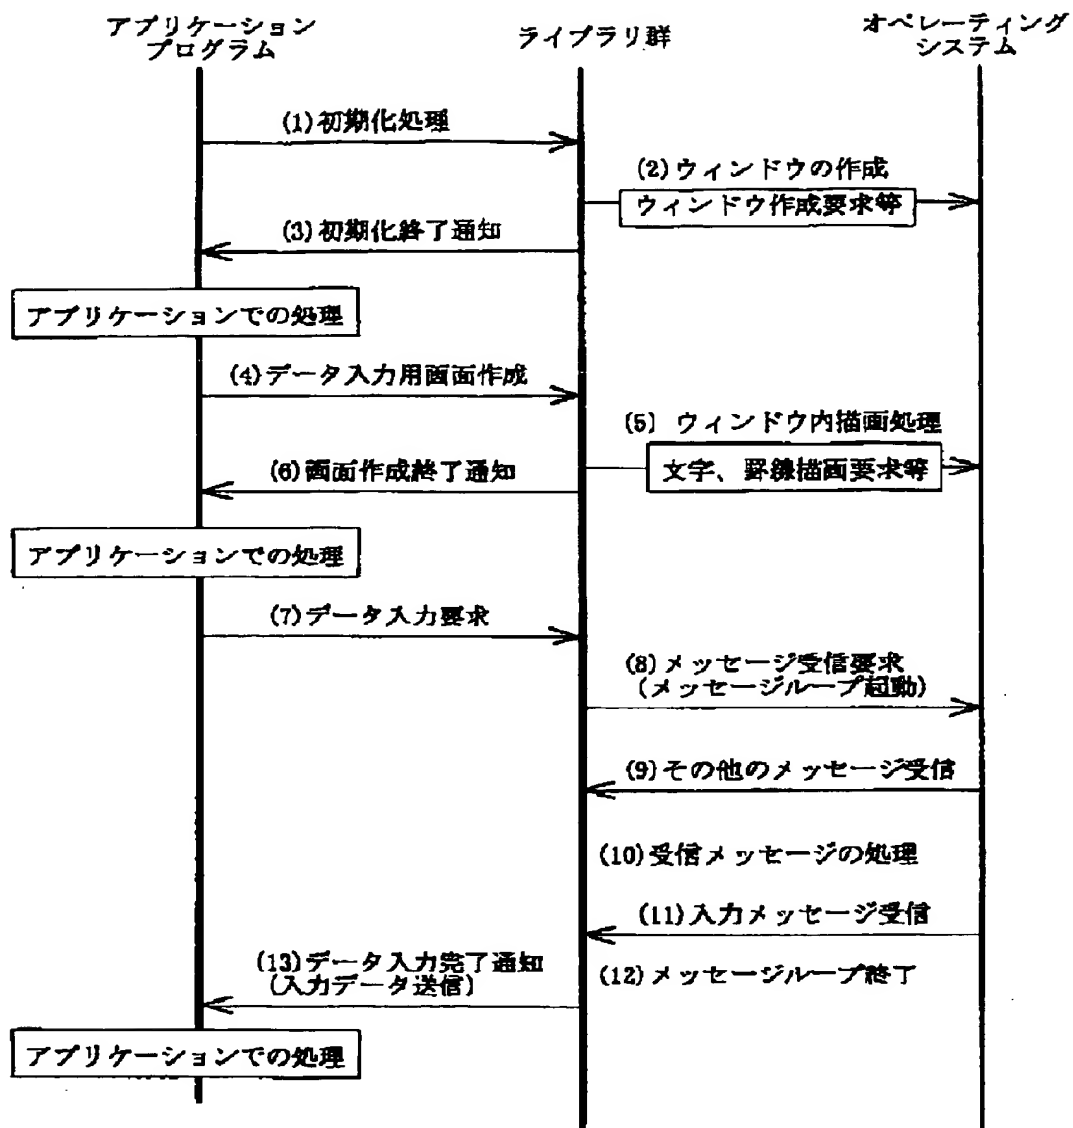 アプリケーション
プログラム
ライブラリ群
オペレーティング
システム
(1)初期化処理
(2)ウィンドウの作成
ウィンドウ作成要求等
(3)初期化終了通知
アプリケーションでの処理
(4)データ入力用画面作成
(5) ウィンドウ内描画処理
文字、罫線描画要求等
(6)画面作成終了通知
アプリケーションでの処理
(7)データ入力要求
(8)メッセージ受信要求
(メッセージループ起動)
(9)その他のメッセージ受信
(10)受信メッセージの処理
(11)入力メッセージ受信
(12)メッセージループ終了
(13)データ入力完了通知
(入力データ送信)
アプリケーションでの処理